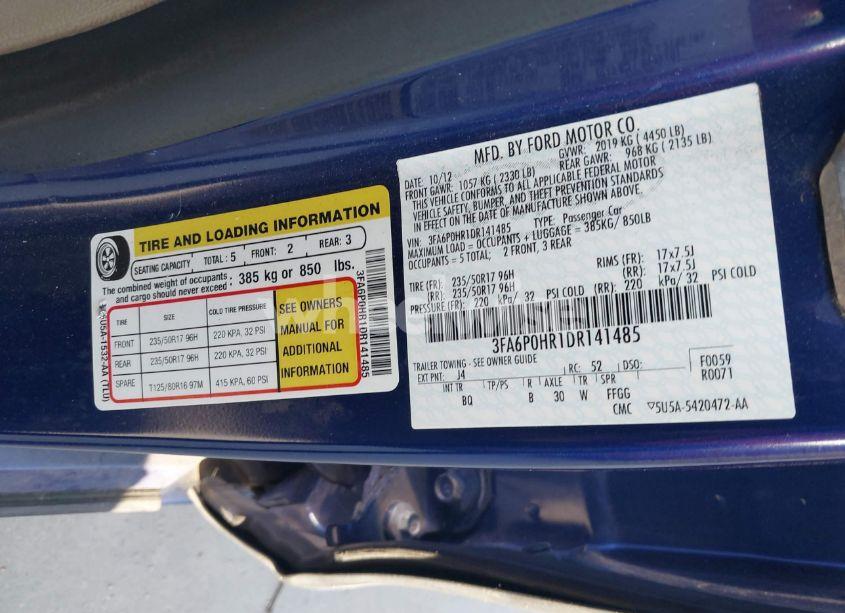 TIRE AND LOADING INFORMATION
SEATING CAPACITY TOTAL : 5 FRONT: 2 REAR: 3
The combined weight of occupants and cargo should never exceed : 385 kg or 850 lbs.
TIRE SIZE COLD TIRE PRESSURE
FRONT 235/50R17 96H 220 KPA, 32 PSI
REAR 235/50R17 96H 220 KPA, 32 PSI
SPARE T125/80R16 97M 415 KPA, 60 PSI
SEE OWNERS
MANUAL FOR
ADDITIONAL
INFORMATION
3FA6P0HR1DR141485
5U5A-1532-AA (TLU)
MFD. BY FORD MOTOR CO.
DATE: 10/12 GVWR: 2019 KG ( 4450 LB)
FRONT GAWR: 1057 KG ( 2330 LB) REAR GAWR: 968 KG ( 2135 LB)
THIS VEHICLE CONFORMS TO ALL APPLICABLE FEDERAL MOTOR
VEHICLE SAFETY, BUMPER, AND THEFT PREVENTION STANDARDS
IN EFFECT ON THE DATE OF MANUFACTURE SHOWN ABOVE.
VIN: 3FA6P0HR1DR141485 TYPE: Passenger Car
MAXIMUM LOAD = OCCUPANTS + LUGGAGE = 385KG/ 850LB
OCCUPANTS = 5 TOTAL; 2 FRONT, 3 REAR
TIRE (FR): 235/50R17 96H RIMS (FR): 17x7.5J
(RR): 235/50R17 96H (RR): 17x7.5J
PRESSURE (FR): 220 kPa/ 32 PSI COLD (RR): 220 kPa/ 32 PSI COLD
3FA6P0HR1DR141485
TRAILER TOWING - SEE OWNER GUIDE
EXT PNT: J4 RC: 52 DSO: F0059
INT TR TP/PS R AXLE TR SPR R0071
BQ B 30 W FFGG
CMC 5U5A-5420472-AA